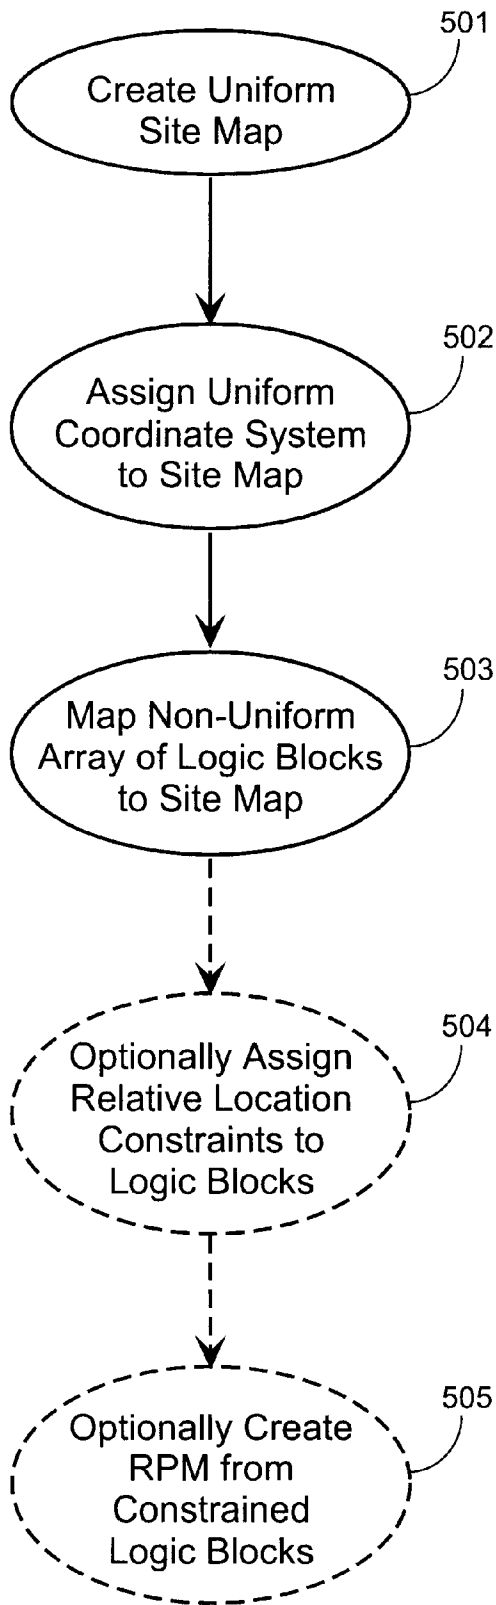 501
Create Uniform
Site Map
502
Assign Uniform
Coordinate System
to Site Map
503
Map Non-Uniform
Array of Logic Blocks
to Site Map
504
Optionally Assign
Relative Location
Constraints to
Logic Blocks
505
Optionally Create
RPM from
Constrained
Logic Blocks